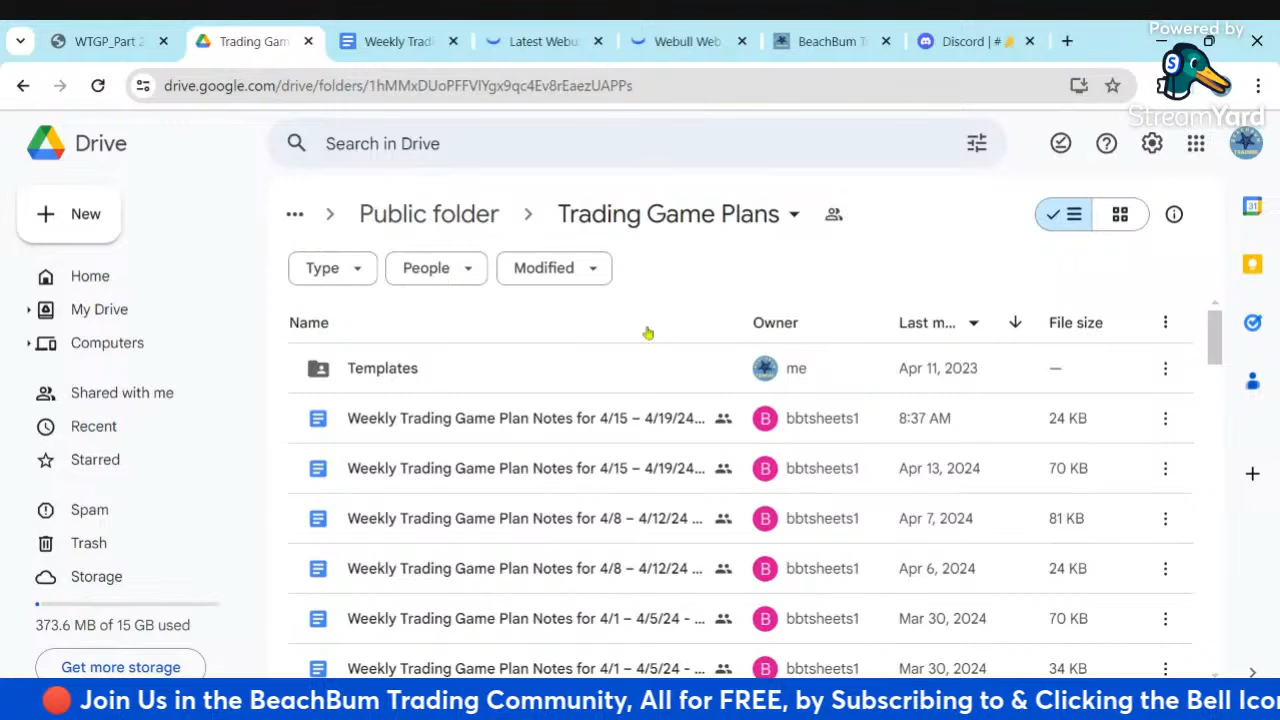 Powered by
StreamYard
WTGP_Part 2
Trading Gam
Weekly Tradi
Latest Webu
Webull Web
BeachBum T
Discord | #
drive.google.com/drive/folders/1hMMxDUoPFFVIYgx9qc4Ev8rEaezUAPPs
Drive
Search in Drive
New
Home
My Drive
Computers
Shared with me
Recent
Starred
Spam
Trash
Storage
373.6 MB of 15 GB used
Get more storage
... > Public folder > Trading Game Plans
Type People Modified
Name Owner Last m... File size
Templates me Apr 11, 2023 —
Weekly Trading Game Plan Notes for 4/15 – 4/19/24... B bbtsheets1 8:37 AM 24 KB
Weekly Trading Game Plan Notes for 4/15 – 4/19/24... B bbtsheets1 Apr 13, 2024 70 KB
Weekly Trading Game Plan Notes for 4/8 – 4/12/24 ... B bbtsheets1 Apr 7, 2024 81 KB
Weekly Trading Game Plan Notes for 4/8 – 4/12/24 ... B bbtsheets1 Apr 6, 2024 24 KB
Weekly Trading Game Plan Notes for 4/1 – 4/5/24 - ... B bbtsheets1 Mar 30, 2024 70 KB
Weekly Trading Game Plan Notes for 4/1 – 4/5/24 - ... B bbtsheets1 Mar 30, 2024 34 KB
31
Join Us in the BeachBum Trading Community, All for FREE, by Subscribing to & Clicking the Bell Icon